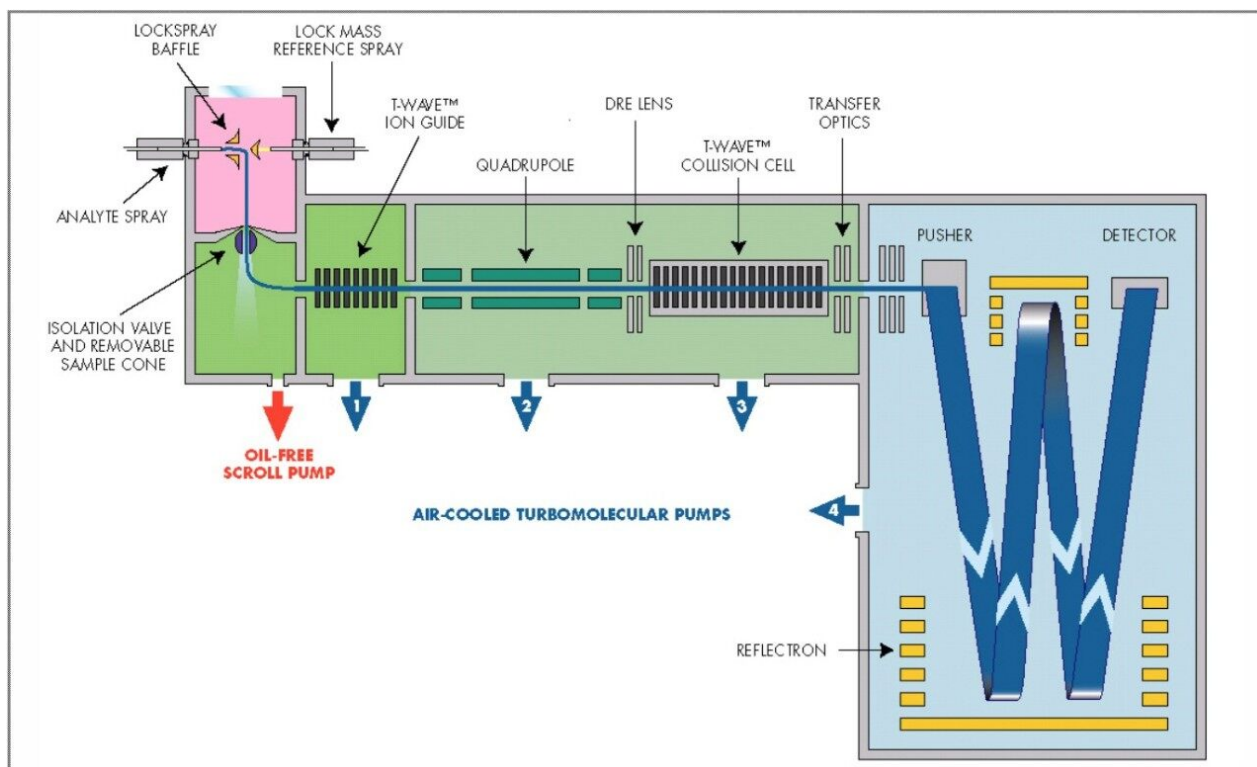 LOCKSPRAY
BAFFLE
LOCK MASS
REFERENCE SPRAY
T-WAVE™
ION GUIDE
DRE LENS
TRANSFER
OPTICS
QUADRUPOLE
T-WAVE™
COLLISION CELL
ANALYTE SPRAY
PUSHER
DETECTOR
ISOLATION VALVE
AND REMOVABLE
SAMPLE CONE
1
2
3
OIL-FREE
SCROLL PUMP
AIR-COOLED TURBOMOLECULAR PUMPS
4
REFLECTRON